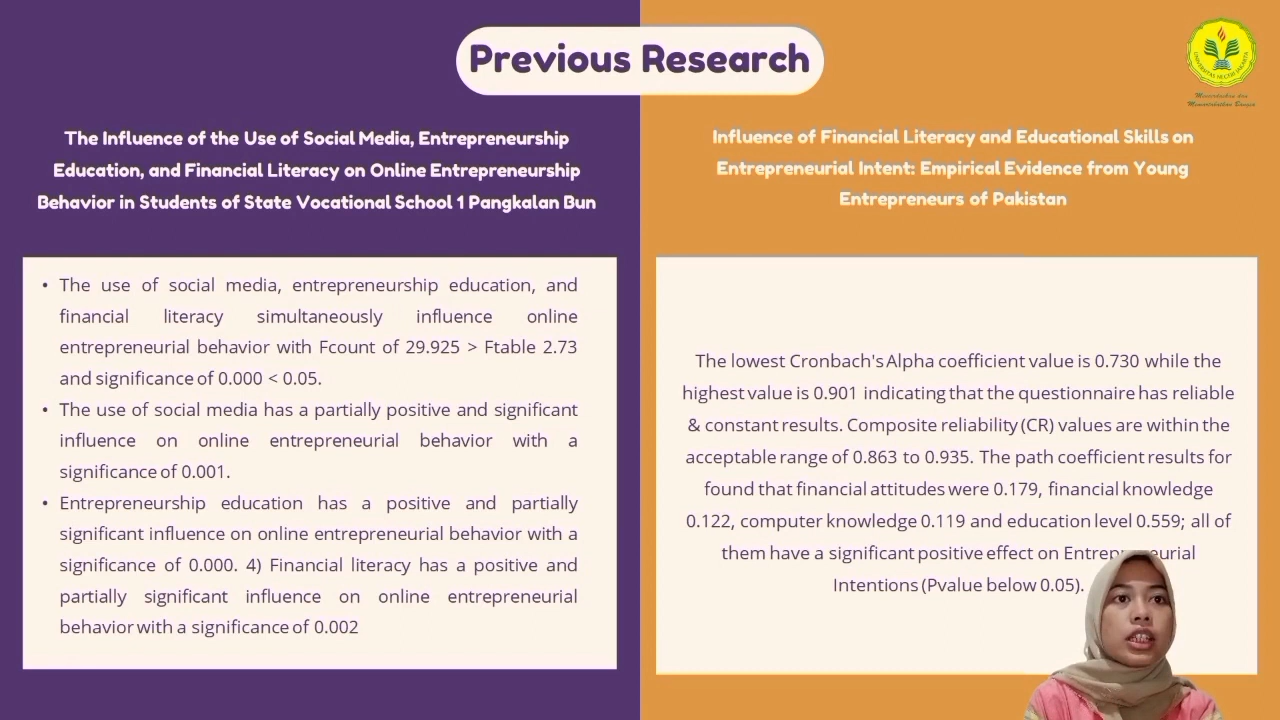 Previous Research
UNIVERSITAS NEGERI JAKARTA
Mencerdaskan dan
Memartabatkan Bangsa
The Influence of the Use of Social Media, Entrepreneurship
Education, and Financial Literacy on Online Entrepreneurship
Behavior in Students of State Vocational School 1 Pangkalan Bun
• The use of social media, entrepreneurship education, and
financial literacy simultaneously influence online
entrepreneurial behavior with Fcount of 29.925 > Ftable 2.73
and significance of 0.000 < 0.05.
• The use of social media has a partially positive and significant
influence on online entrepreneurial behavior with a
significance of 0.001.
• Entrepreneurship education has a positive and partially
significant influence on online entrepreneurial behavior with a
significance of 0.000. 4) Financial literacy has a positive and
partially significant influence on online entrepreneurial
behavior with a significance of 0.002
Influence of Financial Literacy and Educational Skills on
Entrepreneurial Intent: Empirical Evidence from Young
Entrepreneurs of Pakistan
The lowest Cronbach's Alpha coefficient value is 0.730 while the
highest value is 0.901 indicating that the questionnaire has reliable
& constant results. Composite reliability (CR) values are within the
acceptable range of 0.863 to 0.935. The path coefficient results for
found that financial attitudes were 0.179, financial knowledge
0.122, computer knowledge 0.119 and education level 0.559; all of
them have a significant positive effect on Entrepreneurial
Intentions (Pvalue below 0.05).